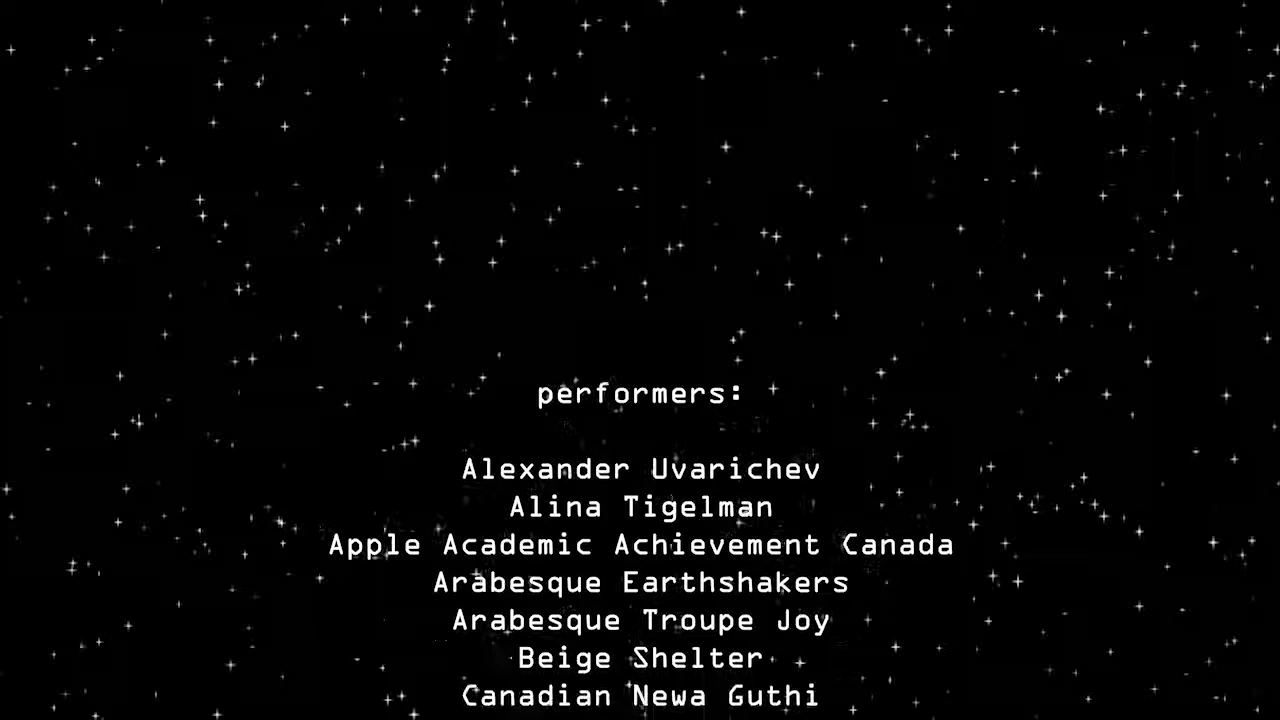 performers:
Alexander Uvarichev
Alina Tigelman
Apple Academic Achievement Canada
Arabesque Earthshakers
Arabesque Troupe Joy
Beige Shelter
Canadian Newa Guthi